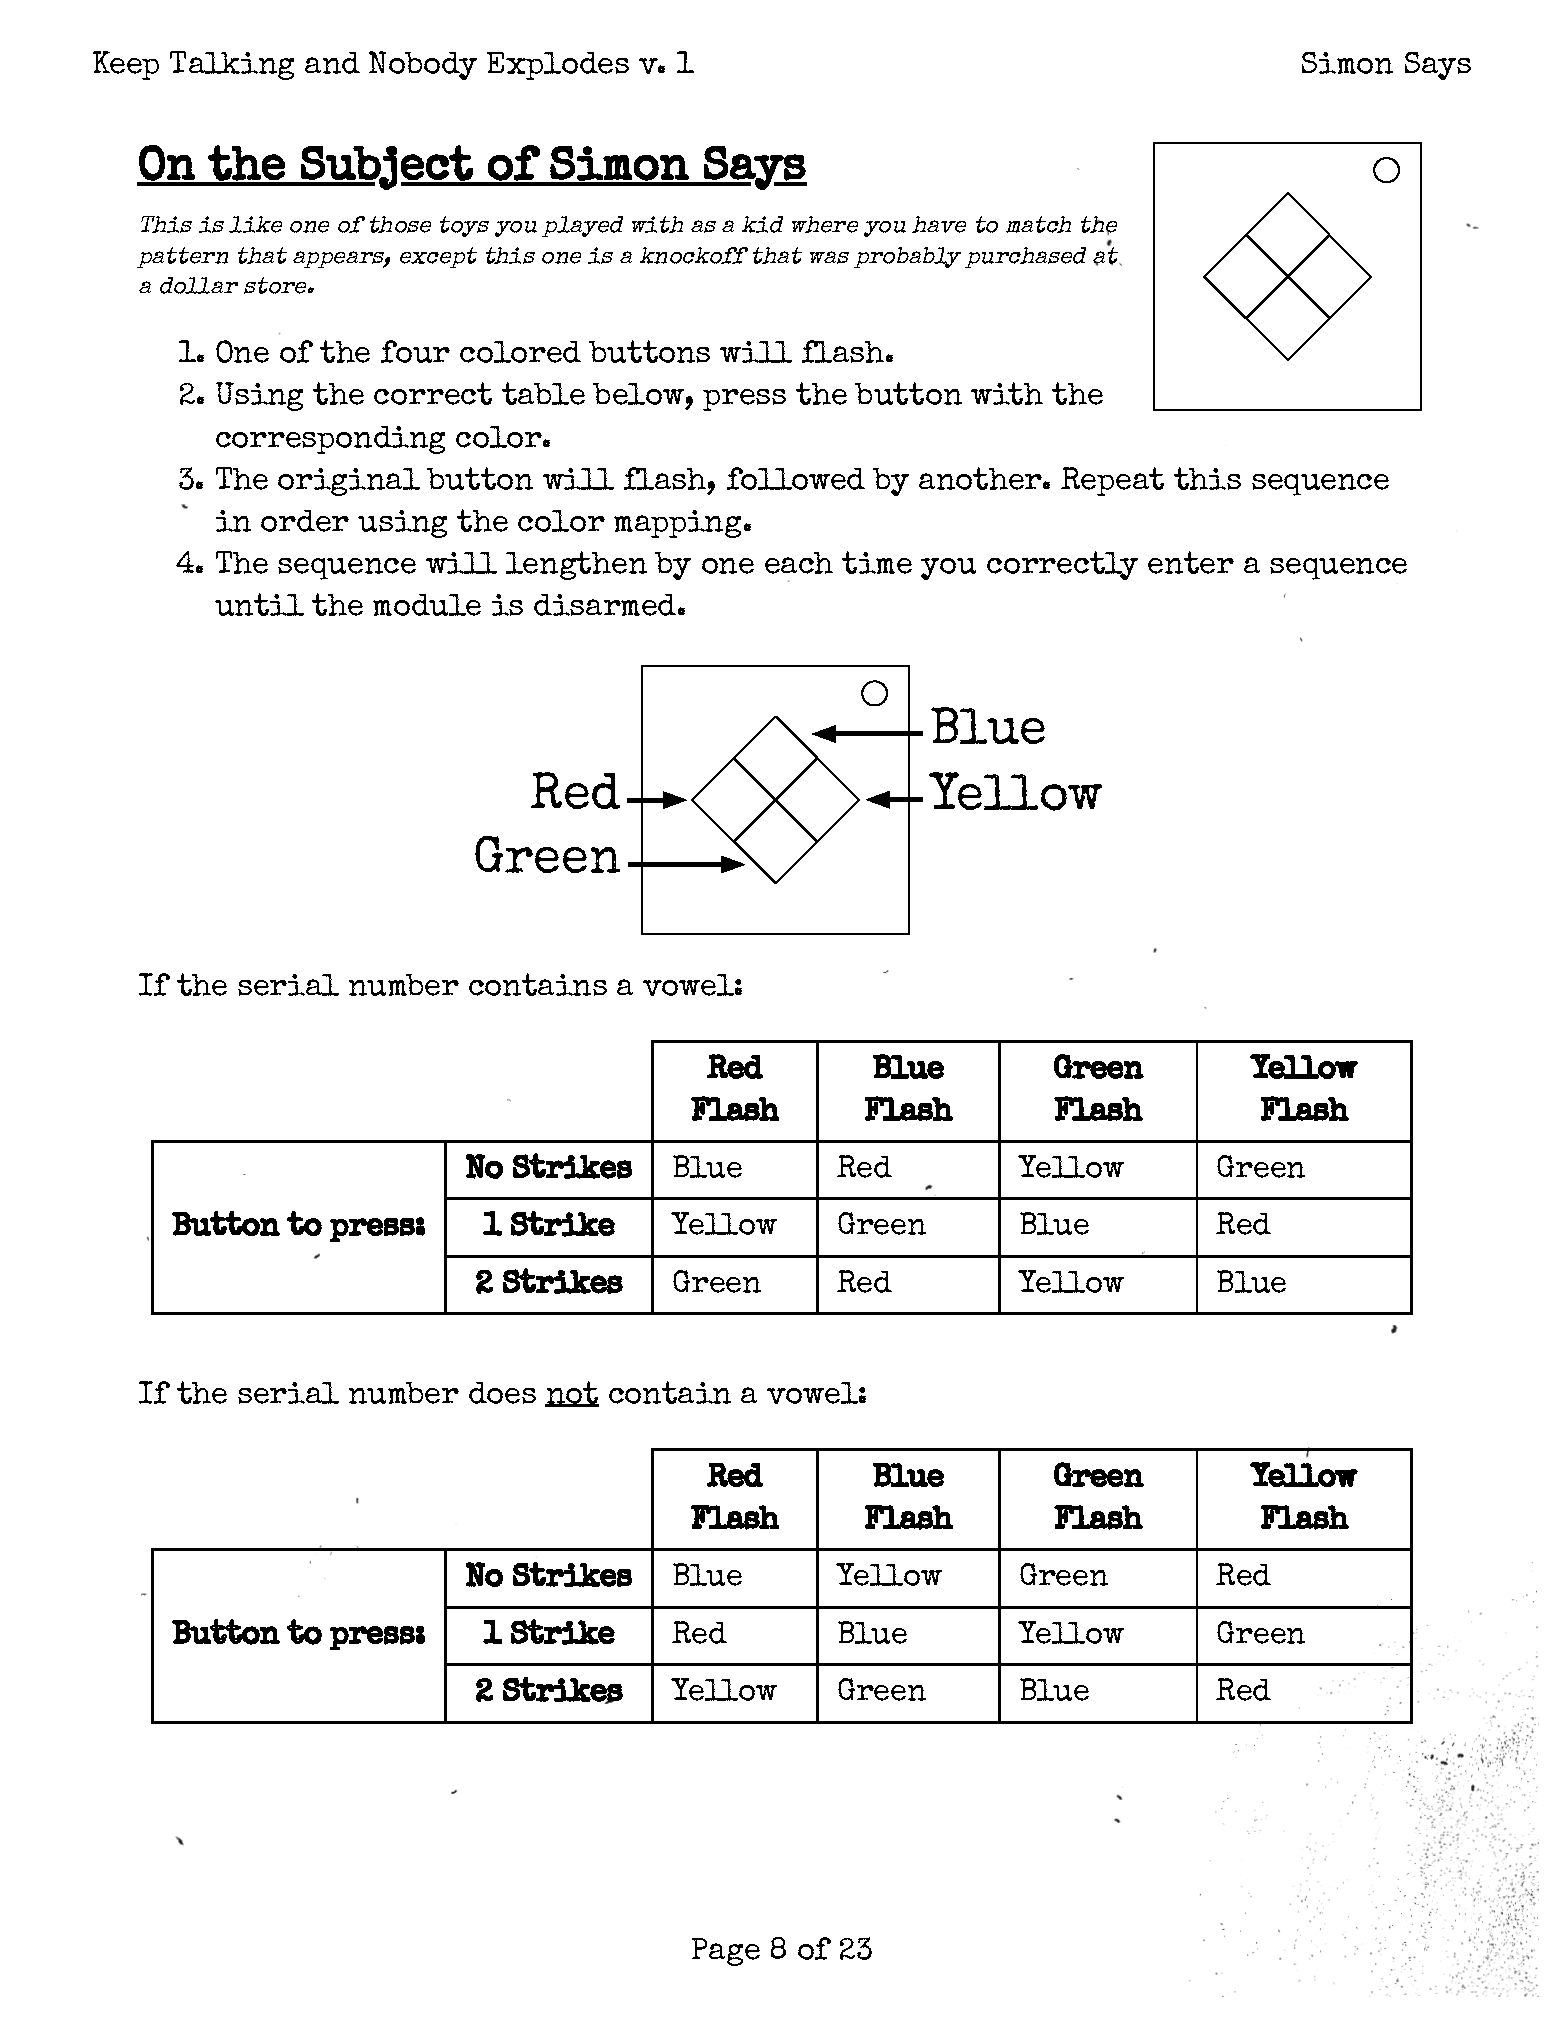 Keep Talking and Nobody Explodes v. 1
Simon Says
On the Subject of Simon Says
This is like one of those toys you played with as a kid where you have to match the
pattern that appears, except this one is a knockoff that was probably purchased at
a dollar store.
1. One of the four colored buttons will flash.
2. Using the correct table below, press the button with the
corresponding color.
3. The original button will flash, followed by another. Repeat this sequence
in order using the color mapping.
4. The sequence will lengthen by one each time you correctly enter a sequence
until the module is disarmed.
Blue
Red
Yellow
Green
If the serial number contains a vowel:
Red Flash
Blue Flash
Green Flash
Yellow Flash
Button to press:
No Strikes Blue Red Yellow Green
1 Strike Yellow Green Blue Red
2 Strikes Green Red Yellow Blue
If the serial number does not contain a vowel:
Red Flash
Blue Flash
Green Flash
Yellow Flash
Button to press:
No Strikes Blue Yellow Green Red
1 Strike Red Blue Yellow Green
2 Strikes Yellow Green Blue Red
Page 8 of 23